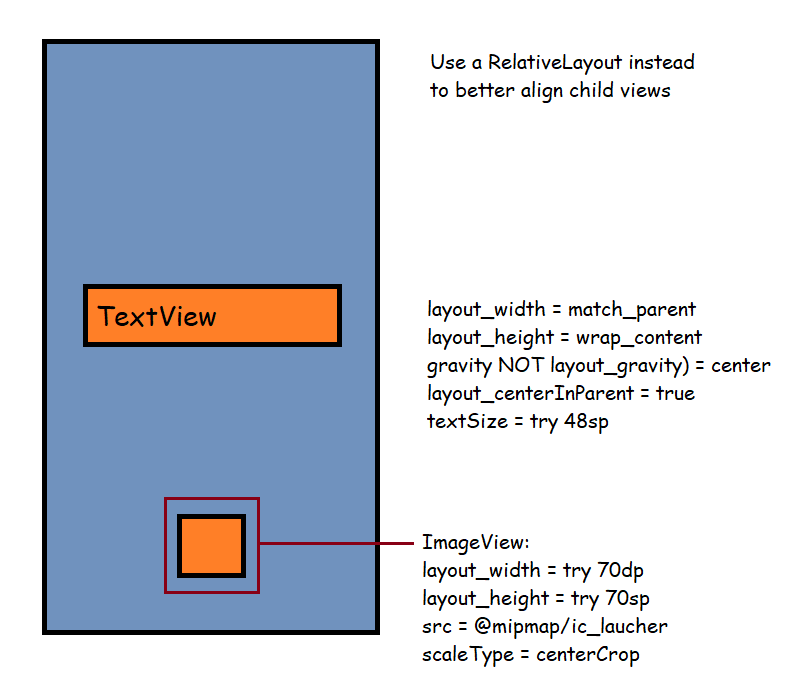 Use a RelativeLayout instead
to better align child views
TextView
layout_width = match_parent
layout_height = wrap_content
gravity NOT layout_gravity) = center
layout_centerInParent = true
textSize = try 48sp
ImageView:
layout_width = try 70dp
layout_height = try 70sp
src = @mipmap/ic_laucher
scaleType = centerCrop